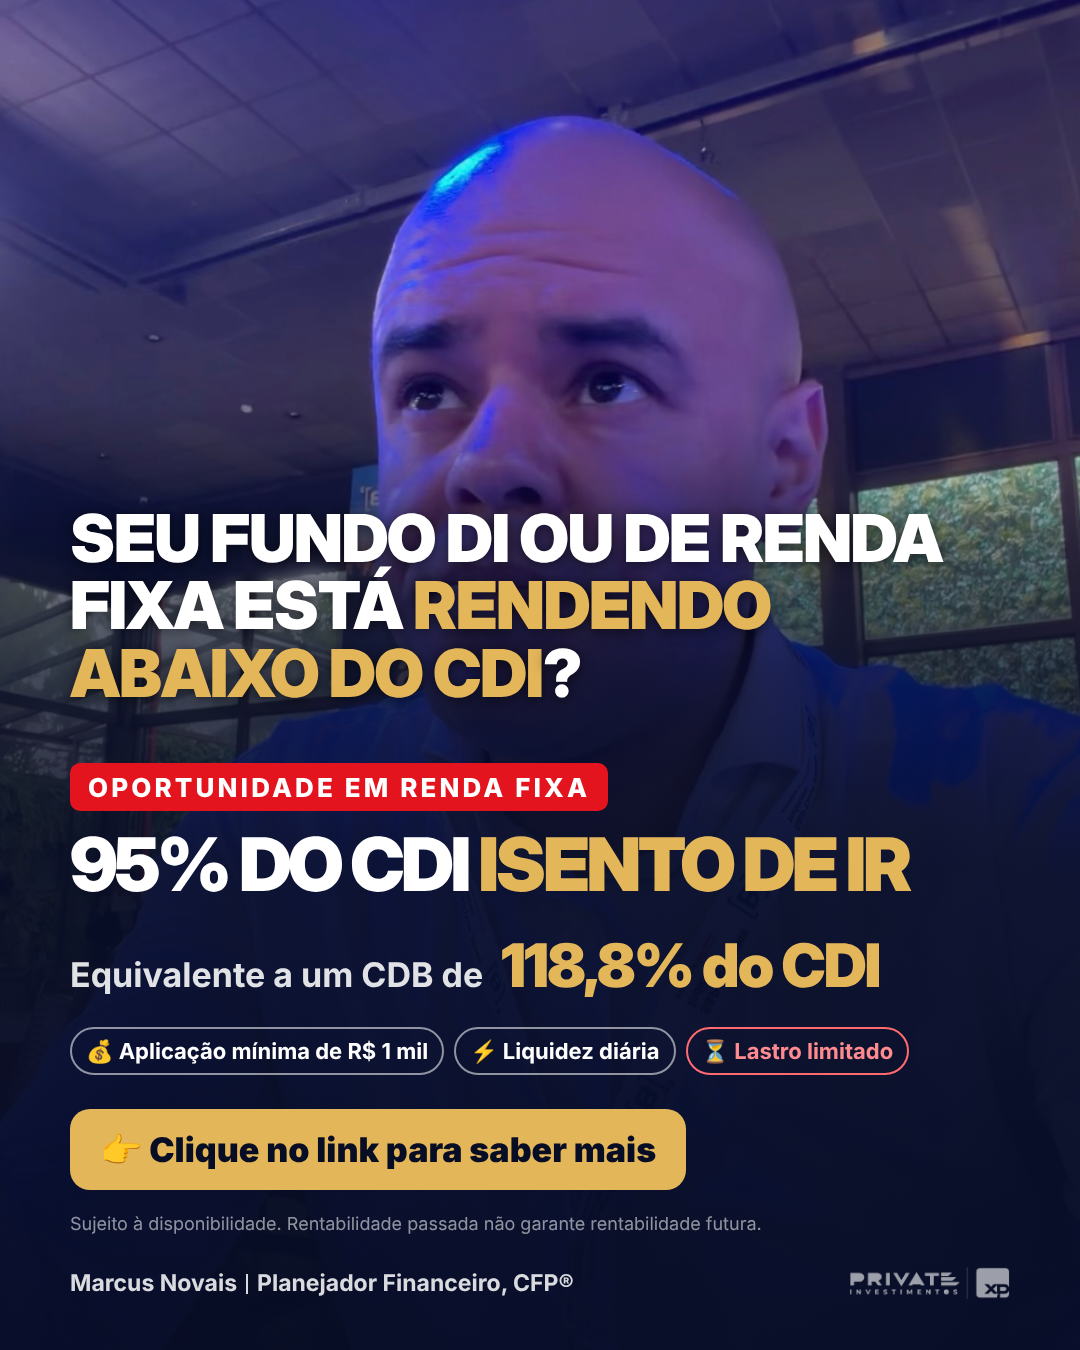 SEU FUNDO DI OU DE RENDA
FIXA ESTÁ RENDENDO
ABAIXO DO CDI?
OPORTUNIDADE EM RENDA FIXA
95% DO CDI ISENTO DE IR
Equivalente a um CDB de 118,8% do CDI
💰 Aplicação mínima de R$ 1 mil ⚡ Liquidez diária ⏳ Lastro limitado
👉 Clique no link para saber mais
Sujeito à disponibilidade. Rentabilidade passada não garante rentabilidade futura.
Marcus Novais | Planejador Financeiro, CFP®
PRIVATE
INVESTIMENTOS
XP